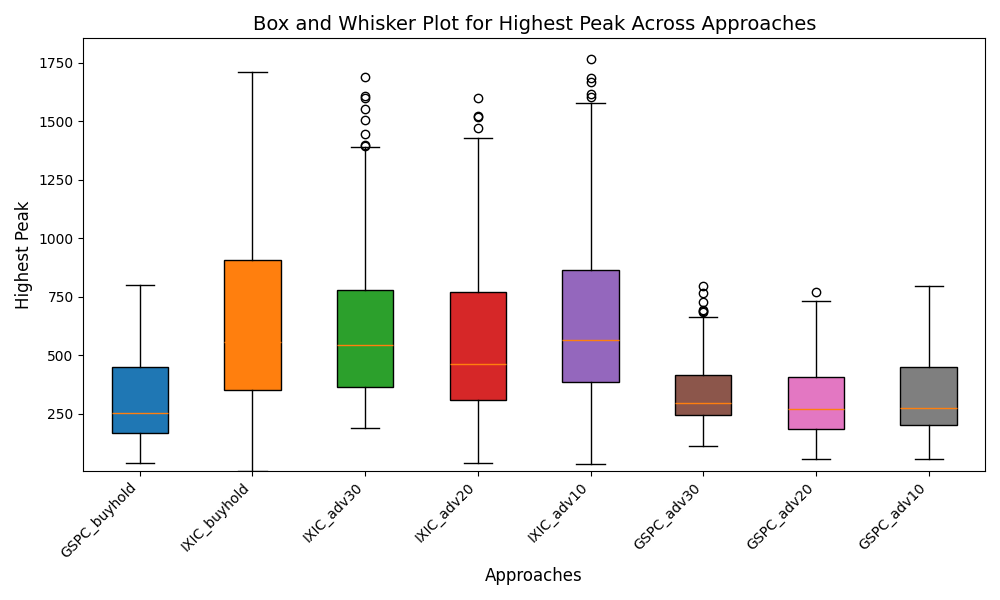 Box and Whisker Plot for Highest Peak Across Approaches
Highest Peak
1750
1500
1250
1000
750
500
250
GSPC_buyhold
IXIC_buyhold
IXIC_adv30
IXIC_adv20
IXIC_adv10
GSPC_adv30
GSPC_adv20
GSPC_adv10
Approaches